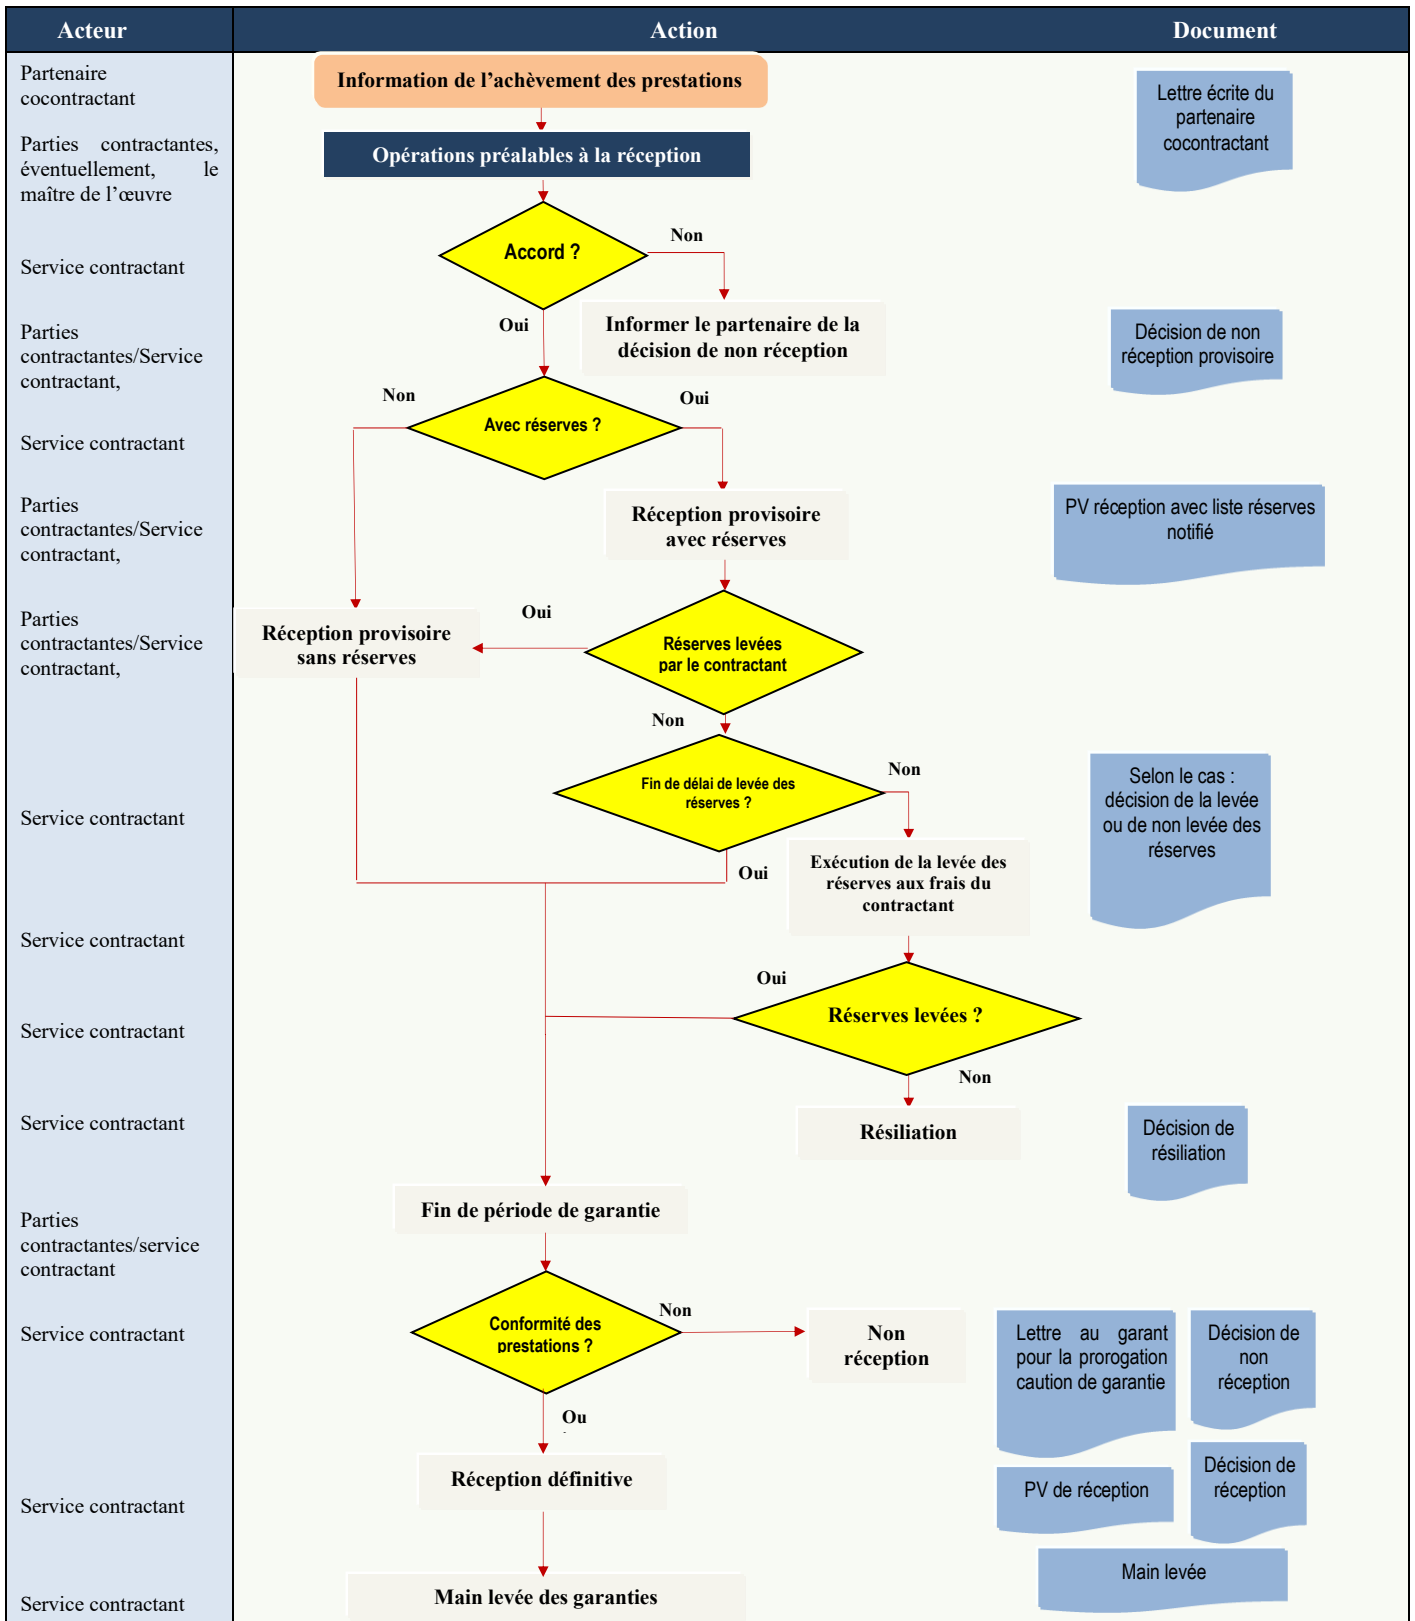 Acteur
Action
Document
Partenaire
cocontractant
Information de l’achèvement des prestations
Lettre écrite du
partenaire
cocontractant
Parties contractantes,
éventuellement, le
maître de l’œuvre
Opérations préalables à la réception
Service contractant
Accord ?
Non
Oui
Parties
contractantes/Service
contractant,
Informer le partenaire de la
décision de non réception
Décision de non
réception provisoire
Service contractant
Non
Avec réserves ?
Oui
Parties
contractantes/Service
contractant,
Réception provisoire
avec réserves
PV réception avec liste réserves
notifié
Parties
contractantes/Service
contractant,
Réception provisoire
sans réserves
Oui
Réserves levées
par le contractant
Non
Service contractant
Fin de délai de levée des
réserves ?
Non
Oui
Selon le cas :
décision de la levée
ou de non levée des
réserves
Exécution de la levée des
réserves aux frais du
contractant
Service contractant
Oui
Service contractant
Réserves levées ?
Non
Service contractant
Résiliation
Décision de
résiliation
Parties
contractantes/service
contractant
Fin de période de garantie
Service contractant
Conformité des
prestations ?
Non
Non
réception
Lettre au garant
pour la prorogation
caution de garantie
Décision de
non
réception
Ou
Service contractant
Réception définitive
PV de réception
Décision de
réception
Service contractant
Main levée des garanties
Main levée